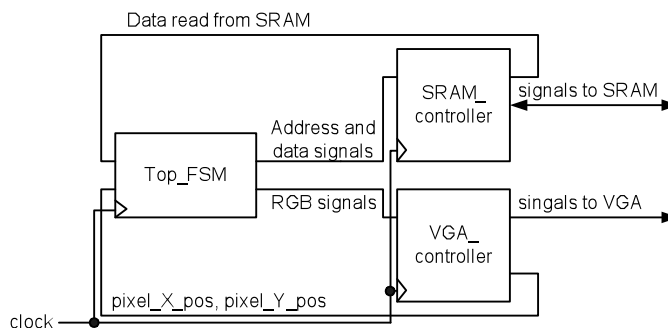 Data read from SRAM
SRAM_
controller
signals to SRAM
Address and
data signals
Top_FSM
RGB signals
VGA_
controller
singals to VGA
pixel_X_pos, pixel_Y_pos
clock